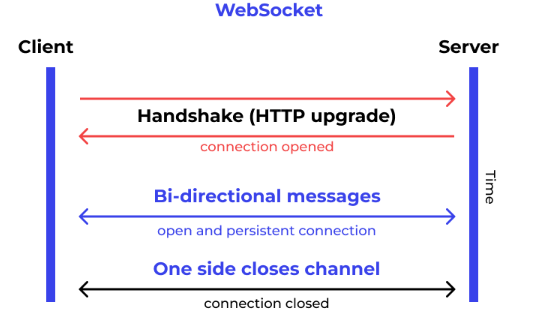 WebSocket
Client
Server
Handshake (HTTP upgrade)
connection opened
Time
Bi-directional messages
open and persistent connection
One side closes channel
connection closed